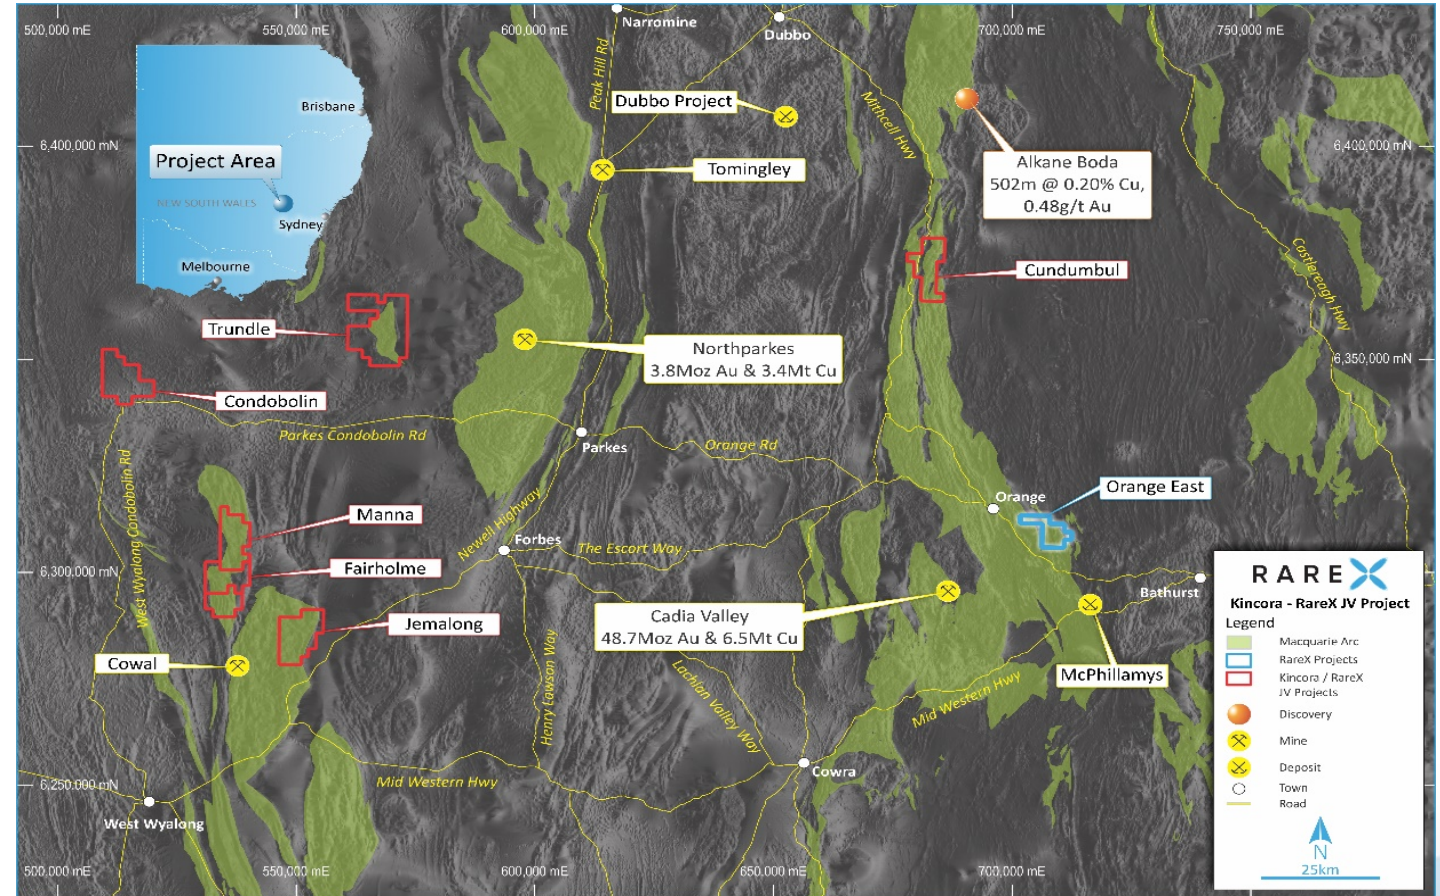 500,000 mE
550,000 mE
600,000 mE
700,000 mE
750,000 mE
Narromine
Dubbo
Peak Hill Rd
Dubbo Project
Mithcell Hwy
Brisbane
6,400,000 mN
6,400,000 mN
Project Area
Tomingley
Alkane Boda
502m @ 0.20% Cu,
0.48g/t Au
NEW SOUTH WALES
Sydney
Melbourne
Castlereagh Hwy
Cundumbul
Trundle
Northparkes
3.8Moz Au & 3.4Mt Cu
6,350,000 mN
Condobolin
Parkes Condobolin Rd
Parkes
Orange Rd
West Wyalong Condobolin Rd
Orange East
Orange
Manna
Newell Highway
Forbes
The Escort Way
Fairholme
6,300,000 mN
Bathurst
Cadia Valley
48.7Moz Au & 6.5Mt Cu
Jemalong
Cowal
Henry Lawson Way
Lachlan Valley Way
McPhillamys
Mid Western Hwy
Cowra
Mid Western Hwy
6,250,000 mN
West Wyalong
500,000 mE
550,000 mE
600,000 mE
650,000 mE
700,000 mE
RAREX
Kincora - RareX JV Project
Legend
Macquarie Arc
RareX Projects
Kincora / RareX
JV Projects
Discovery
Mine
Deposit
Town
Road
N
25km